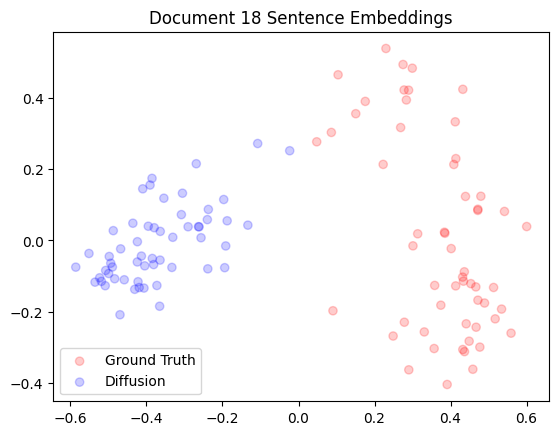 Document 18 Sentence Embeddings
0.4
0.2
0.0
−0.2
−0.4
Ground Truth
Diffusion
−0.6 −0.4 −0.2 0.0 0.2 0.4 0.6